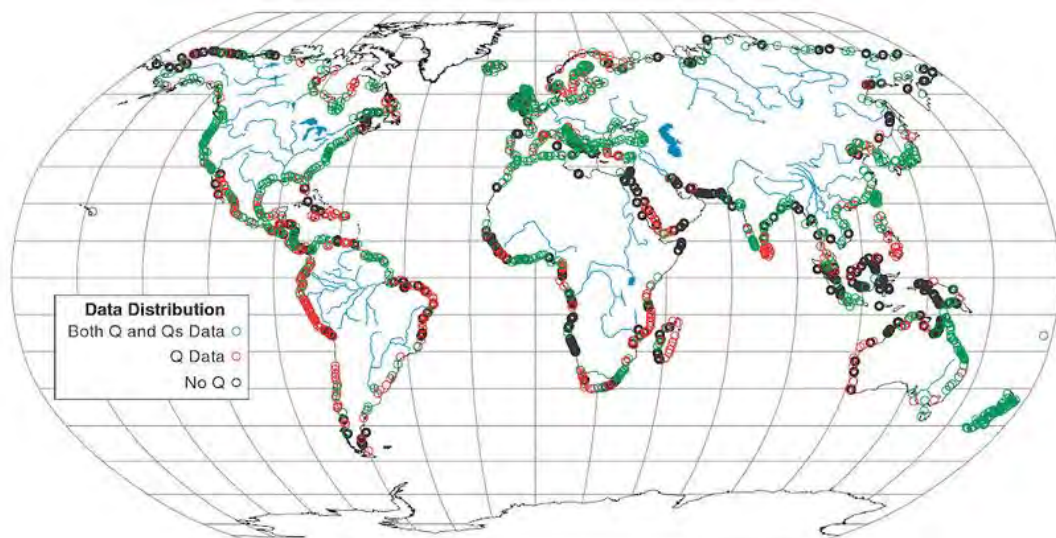 Data Distribution
Both Q and Qs Data
Q Data
No Q